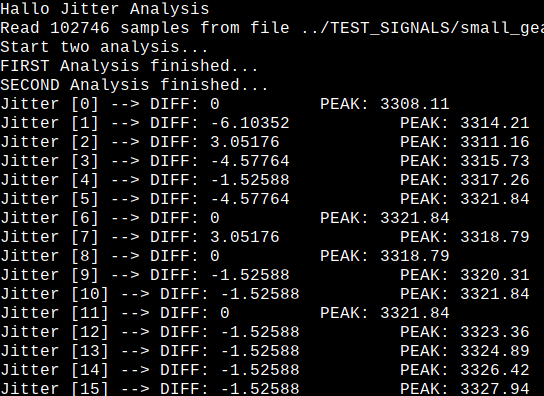 Hallo Jitter Analysis
Read 102746 samples from file ../TEST_SIGNALS/small_gea
Start two analysis...
FIRST Analysis finished...
SECOND Analysis finished...
Jitter [0] --> DIFF: 0 PEAK: 3308.11
Jitter [1] --> DIFF: -6.10352 PEAK: 3314.21
Jitter [2] --> DIFF: 3.05176 PEAK: 3311.16
Jitter [3] --> DIFF: -4.57764 PEAK: 3315.73
Jitter [4] --> DIFF: -1.52588 PEAK: 3317.26
Jitter [5] --> DIFF: -4.57764 PEAK: 3321.84
Jitter [6] --> DIFF: 0 PEAK: 3321.84
Jitter [7] --> DIFF: 3.05176 PEAK: 3318.79
Jitter [8] --> DIFF: 0 PEAK: 3318.79
Jitter [9] --> DIFF: -1.52588 PEAK: 3320.31
Jitter [10] --> DIFF: -1.52588 PEAK: 3321.84
Jitter [11] --> DIFF: 0 PEAK: 3321.84
Jitter [12] --> DIFF: -1.52588 PEAK: 3323.36
Jitter [13] --> DIFF: -1.52588 PEAK: 3324.89
Jitter [14] --> DIFF: -1.52588 PEAK: 3326.42
Jitter [15] --> DIFF: -1.52588 PEAK: 3327.94